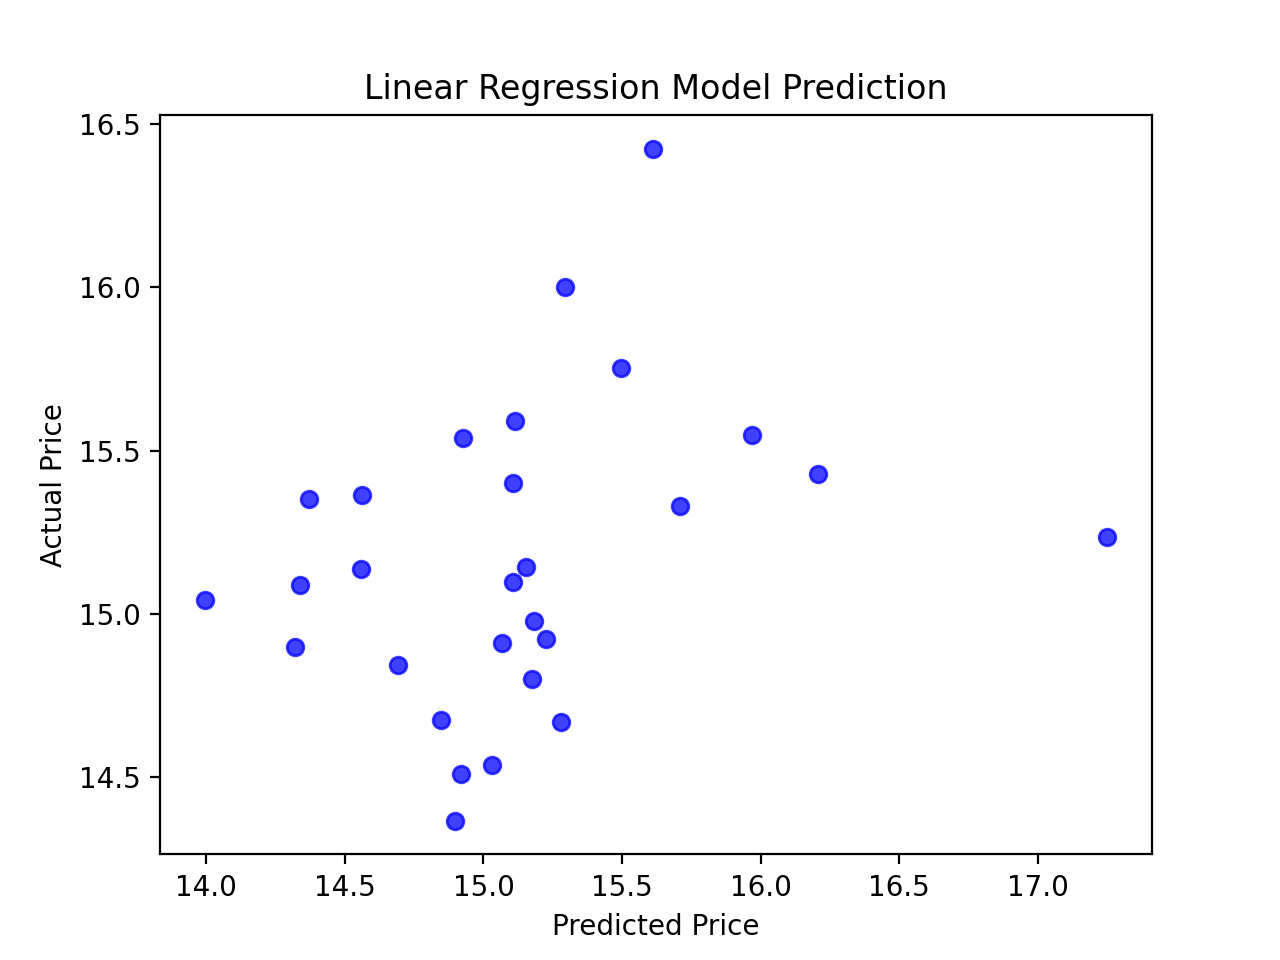 Linear Regression Model Prediction
16.5
16.0
15.5
15.0
14.5
Actual Price
14.0 14.5 15.0 15.5 16.0 16.5 17.0
Predicted Price